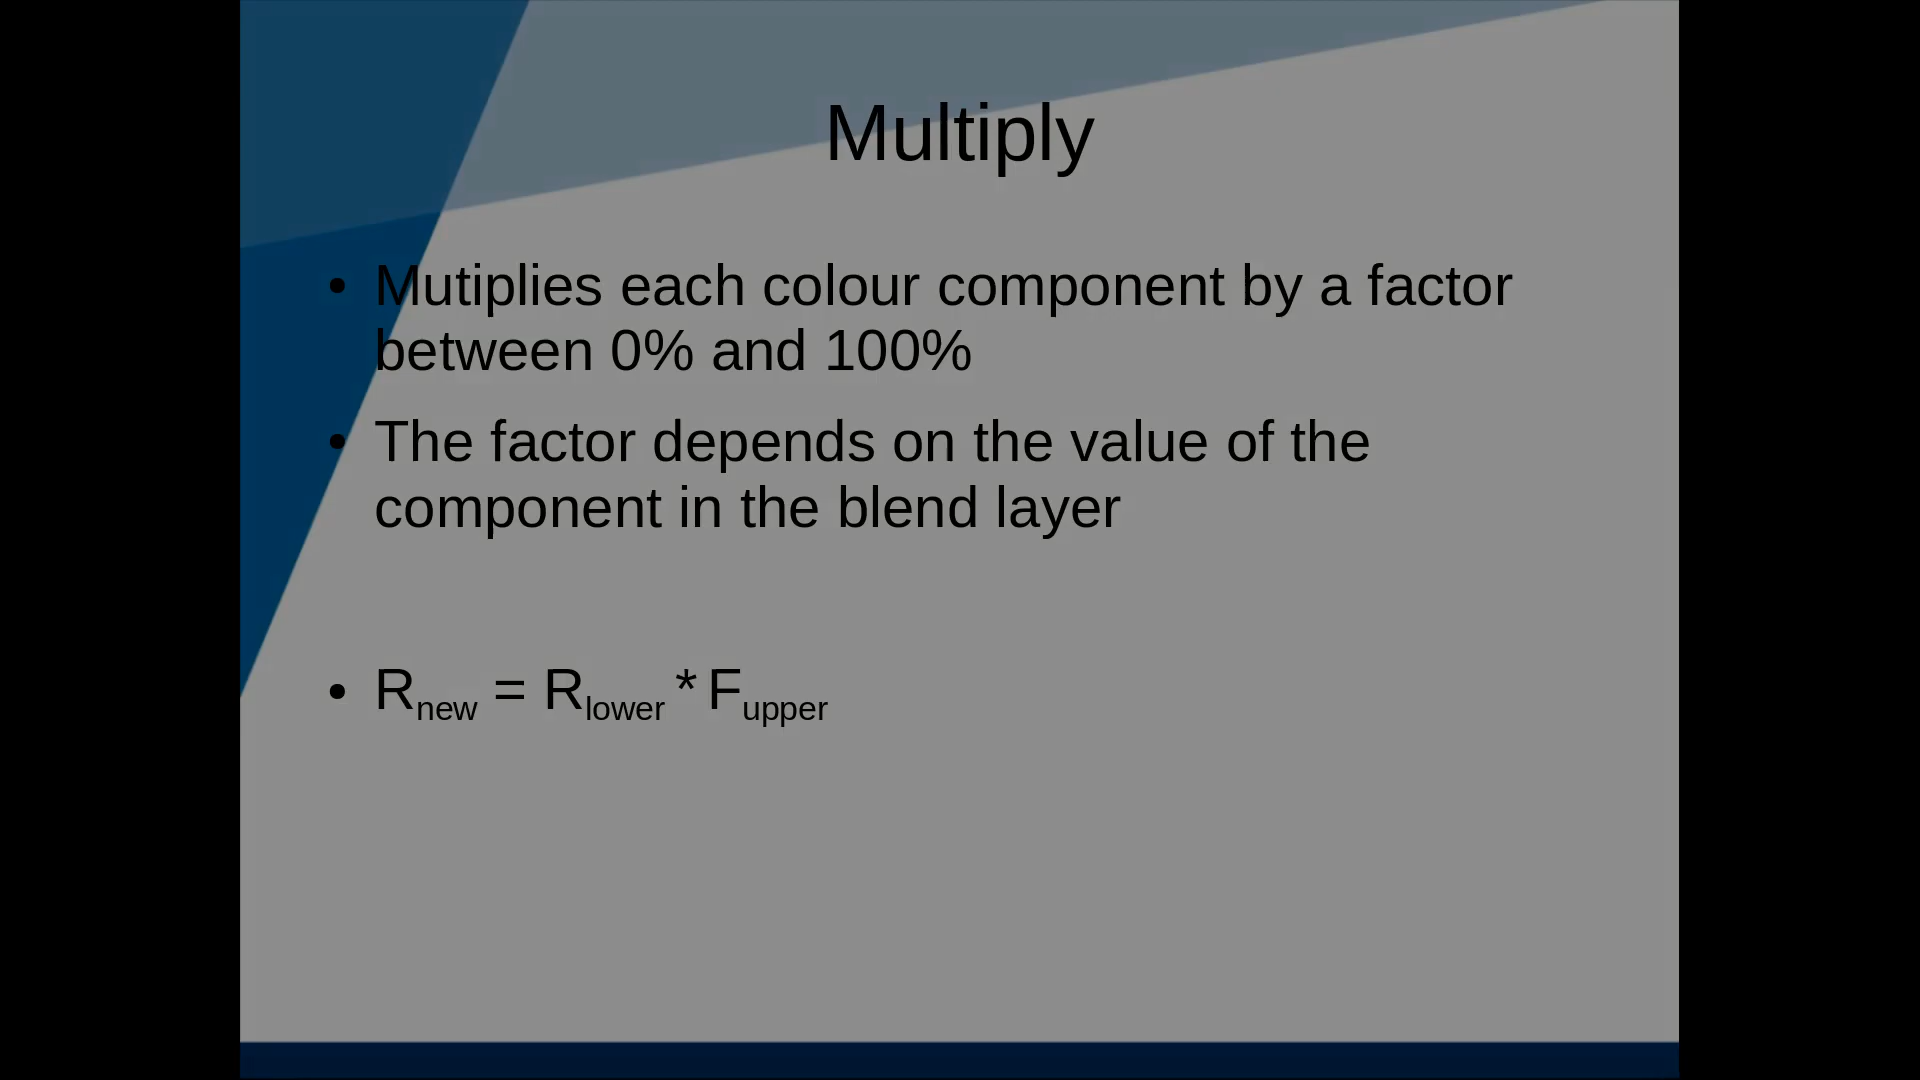 Multiply
• Mutiplies each colour component by a factor
between 0% and 100%
• The factor depends on the value of the
component in the blend layer
• Rnew = Rlower * Fupper